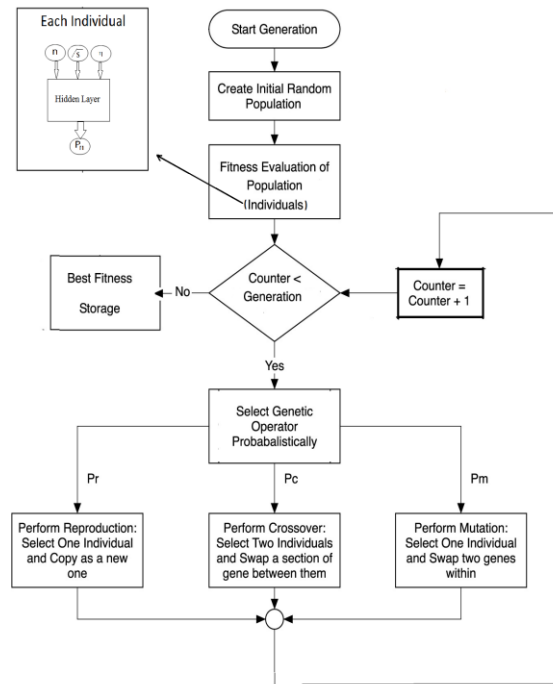 Each Individual
n
Hidden Layer
Pn
Start Generation
Create Initial Random
Population
Fitness Evaluation of
Population
(Individuals)
Counter <
Generation
No
Best Fitness
Storage
Counter =
Counter + 1
Yes
Select Genetic
Operator
Probabalistically
Pr
Pc
Pm
Perform Reproduction:
Select One Individual
and Copy as a new
one
Perform Crossover:
Select Two Individuals
and Swap a section of
gene between them
Perform Mutation:
Select One Individual
and Swap two genes
within